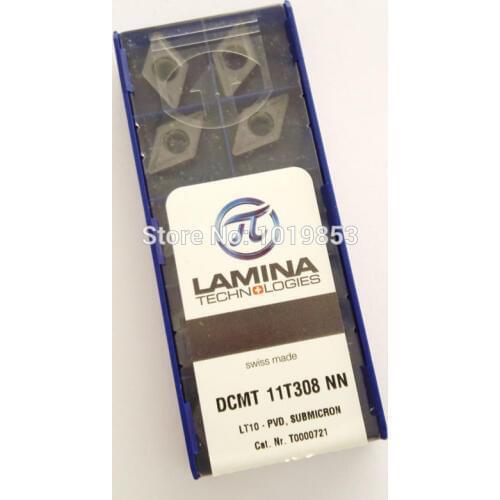 π
Store No: 1019853
LAMINA
TECHNOLOGIES
swiss made
DCMT 11T308 NN
LT10 - PVD, SUBMICRON
Cat. Nr. T0000721